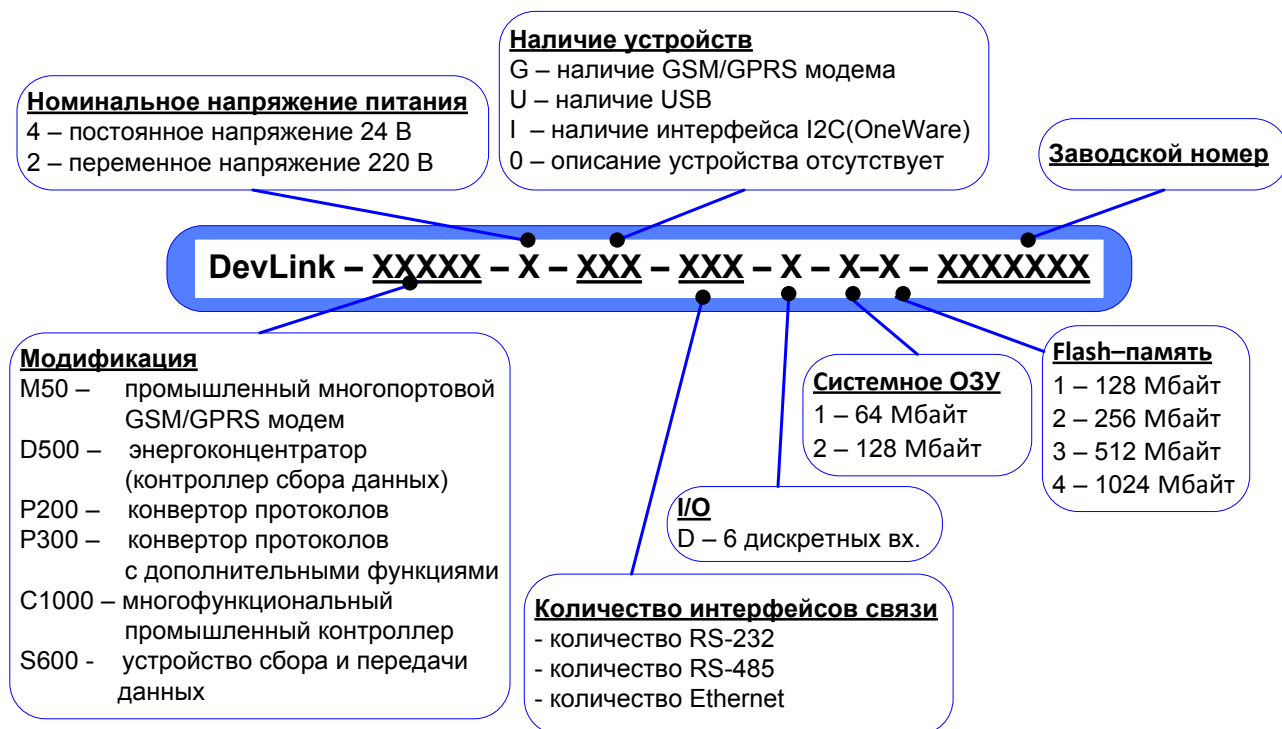 Наличие устройств
G – наличие GSM/GPRS модема
U – наличие USB
I – наличие интерфейса I2C(OneWare)
0 – описание устройства отсутствует
Номинальное напряжение питания
4 – постоянное напряжение 24 В
2 – переменное напряжение 220 В
Заводской номер
DevLink – XXXXX – X – XXX – XXX – X – X–X – XXXXXXX
Модификация
M50 – промышленный многопортовой
GSM/GPRS модем
D500 – энергоконцентратор
(контроллер сбора данных)
P200 – конвертор протоколов
P300 – конвертор протоколов
с дополнительными функциями
C1000 – многофункциональный
промышленный контроллер
S600 - устройство сбора и передачи
данных
Количество интерфейсов связи
- количество RS-232
- количество RS-485
- количество Ethernet
I/O
D – 6 дискретных вх.
Системное ОЗУ
1 – 64 Мбайт
2 – 128 Мбайт
Flash–память
1 – 128 Мбайт
2 – 256 Мбайт
3 – 512 Мбайт
4 – 1024 Мбайт